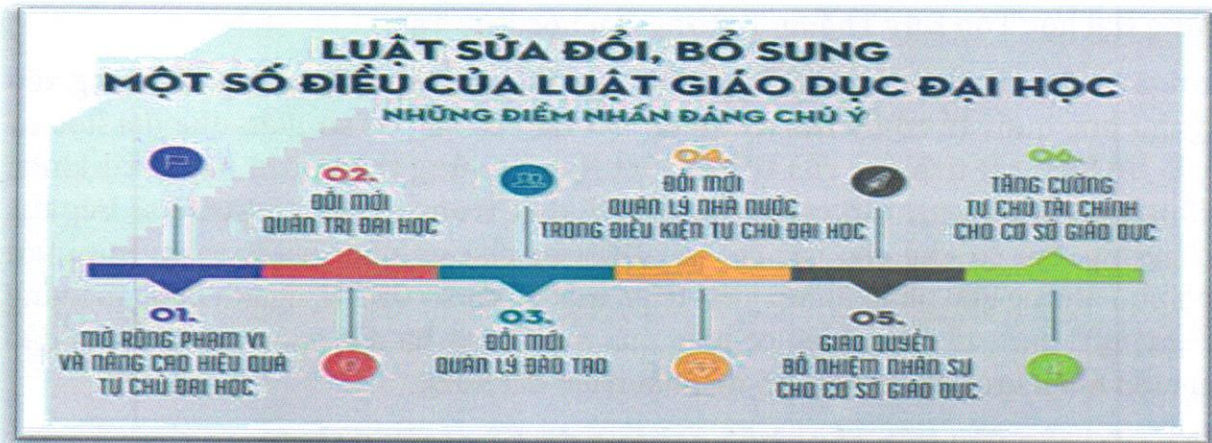 LUẬT SỬA ĐỔI, BỔ SUNG
MỘT SỐ ĐIỀU CỦA LUẬT GIÁO DỤC ĐẠI HỌC
NHỮNG ĐIỂM NHẤN ĐÁNG CHÚ Ý
01.
MỞ RỘNG PHẠM VI
VÀ NÂNG CAO HIỆU QUẢ
TỰ CHỦ ĐẠI HỌC
02.
ĐỔI MỚI
QUẢN TRỊ ĐẠI HỌC
03.
ĐỔI MỚI
QUẢN LÝ ĐÀO TẠO
04.
ĐỔI MỚI
QUẢN LÝ NHÀ NƯỚC
TRONG ĐIỀU KIỆN TỰ CHỦ ĐẠI HỌC
05.
GIAO QUYỀN
BỔ NHIỆM NHÂN SỰ
CHO CƠ SỞ GIÁO DỤC
06.
TĂNG CƯỜNG
TỰ CHỦ TÀI CHÍNH
CHO CƠ SỞ GIÁO DỤC